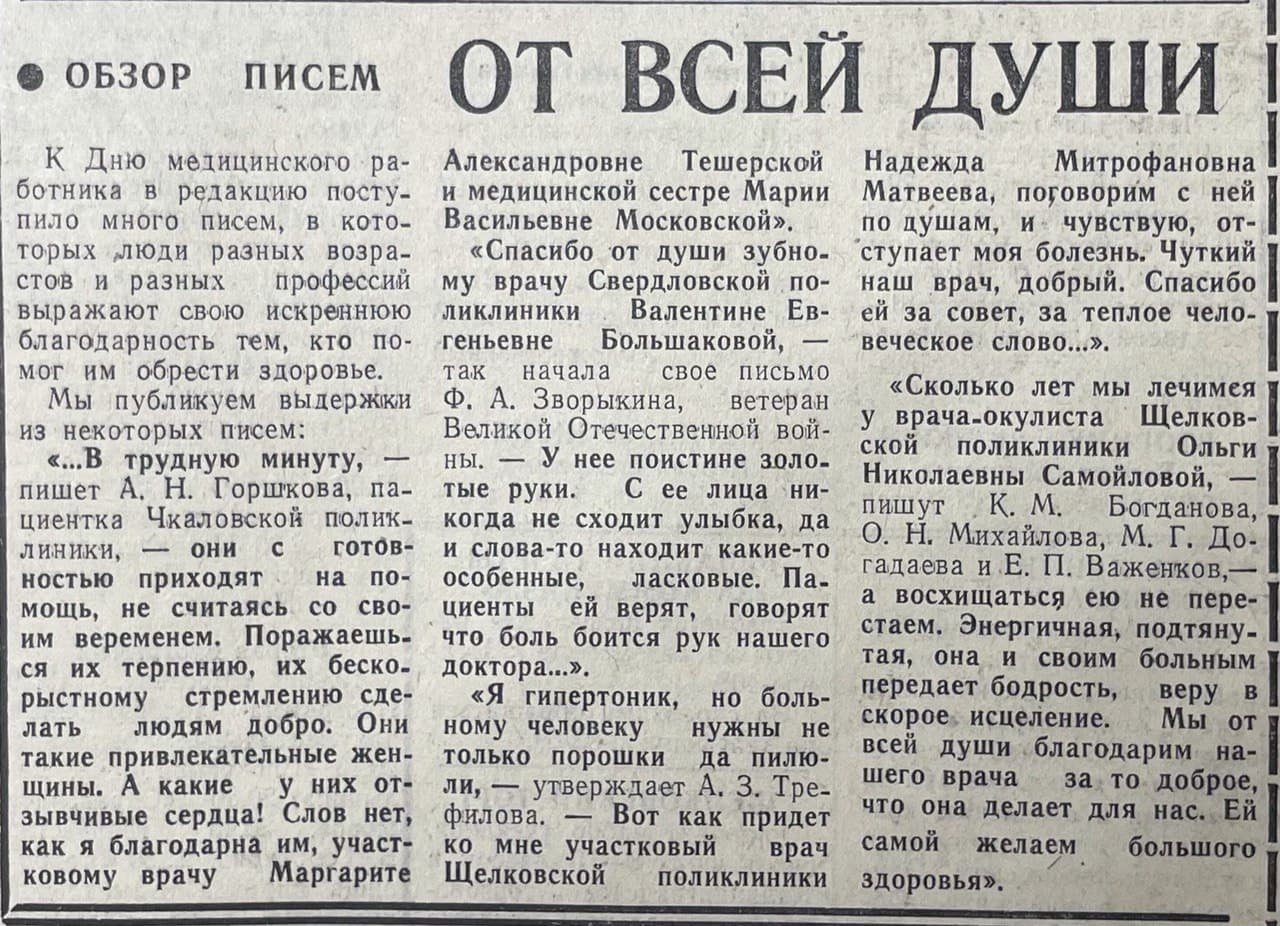 ● ОБЗОР ПИСЕМ
ОТ ВСЕЙ ДУШИ
К Дню медицинского ра-
ботника в редакцию посту-
пило много писем, в кото-
торых люди разных возра-
стов и разных профессий
выражают свою искреннюю
благодарность тем, кто по-
мог им обрести здоровье.
Мы публикуем выдержки
из некоторых писем:
«...В трудную минуту, —
пишет А. Н. Горшкова, па-
циентка Чкаловской полик-
линики, — они с готов-
ностью приходят на по-
мощь, не считаясь со сво-
им веременем. Поражаешь-
ся их терпению, их беско-
рыстному стремлению сде-
лать людям добро. Они
такие привлекательные жен-
щины. А какие у них от-
зывчивые сердца! Слов нет,
как я благодарна им, участ-
ковому врачу Маргарите
Александровне Тешерской
и медицинской сестре Марии
Васильевне Московской».
«Спасибо от души зубно-
му врачу Свердловской по-
ликлиники Валентине Ев-
геньевне Большаковой, —
так начала свое письмо
Ф. А. Зворыкина, ветеран
Великой Отечественной вой-
ны. — У нее поистине золо-
тые руки. С ее лица ни-
когда не сходит улыбка, да
и слова-то находит какие-то
особенные, ласковые. Па-
циенты ей верят, говорят
что боль боится рук нашего
доктора...».
«Я гипертоник, но боль-
ному человеку нужны не
только порошки да пилю-
ли, — утверждает А. З. Тре-
филова. — Вот как придет
ко мне участковый врач
Щелковской поликлиники
Надежда Митрофановна
Матвеева, поговорим с ней
по душам, и чувствую, от-
ступает моя болезнь. Чуткий
наш врач, добрый. Спасибо
ей за совет, за теплое чело-
веческое слово...».
«Сколько лет мы лечимся
у врача-окулиста Щелков-
ской поликлиники Ольги
Николаевны Самойловой, —
пишут К. М. Богданова,
О. Н. Михайлова, М. Г. До-
гадаева и Е. П. Важенков,—
а восхищаться ею не пере-
стаем. Энергичная, подтяну-
тая, она и своим больным
передает бодрость, веру в
скорое исцеление. Мы от
всей души благодарим на-
шего врача за то доброе,
что она делает для нас. Ей
самой желаем большого
здоровья».